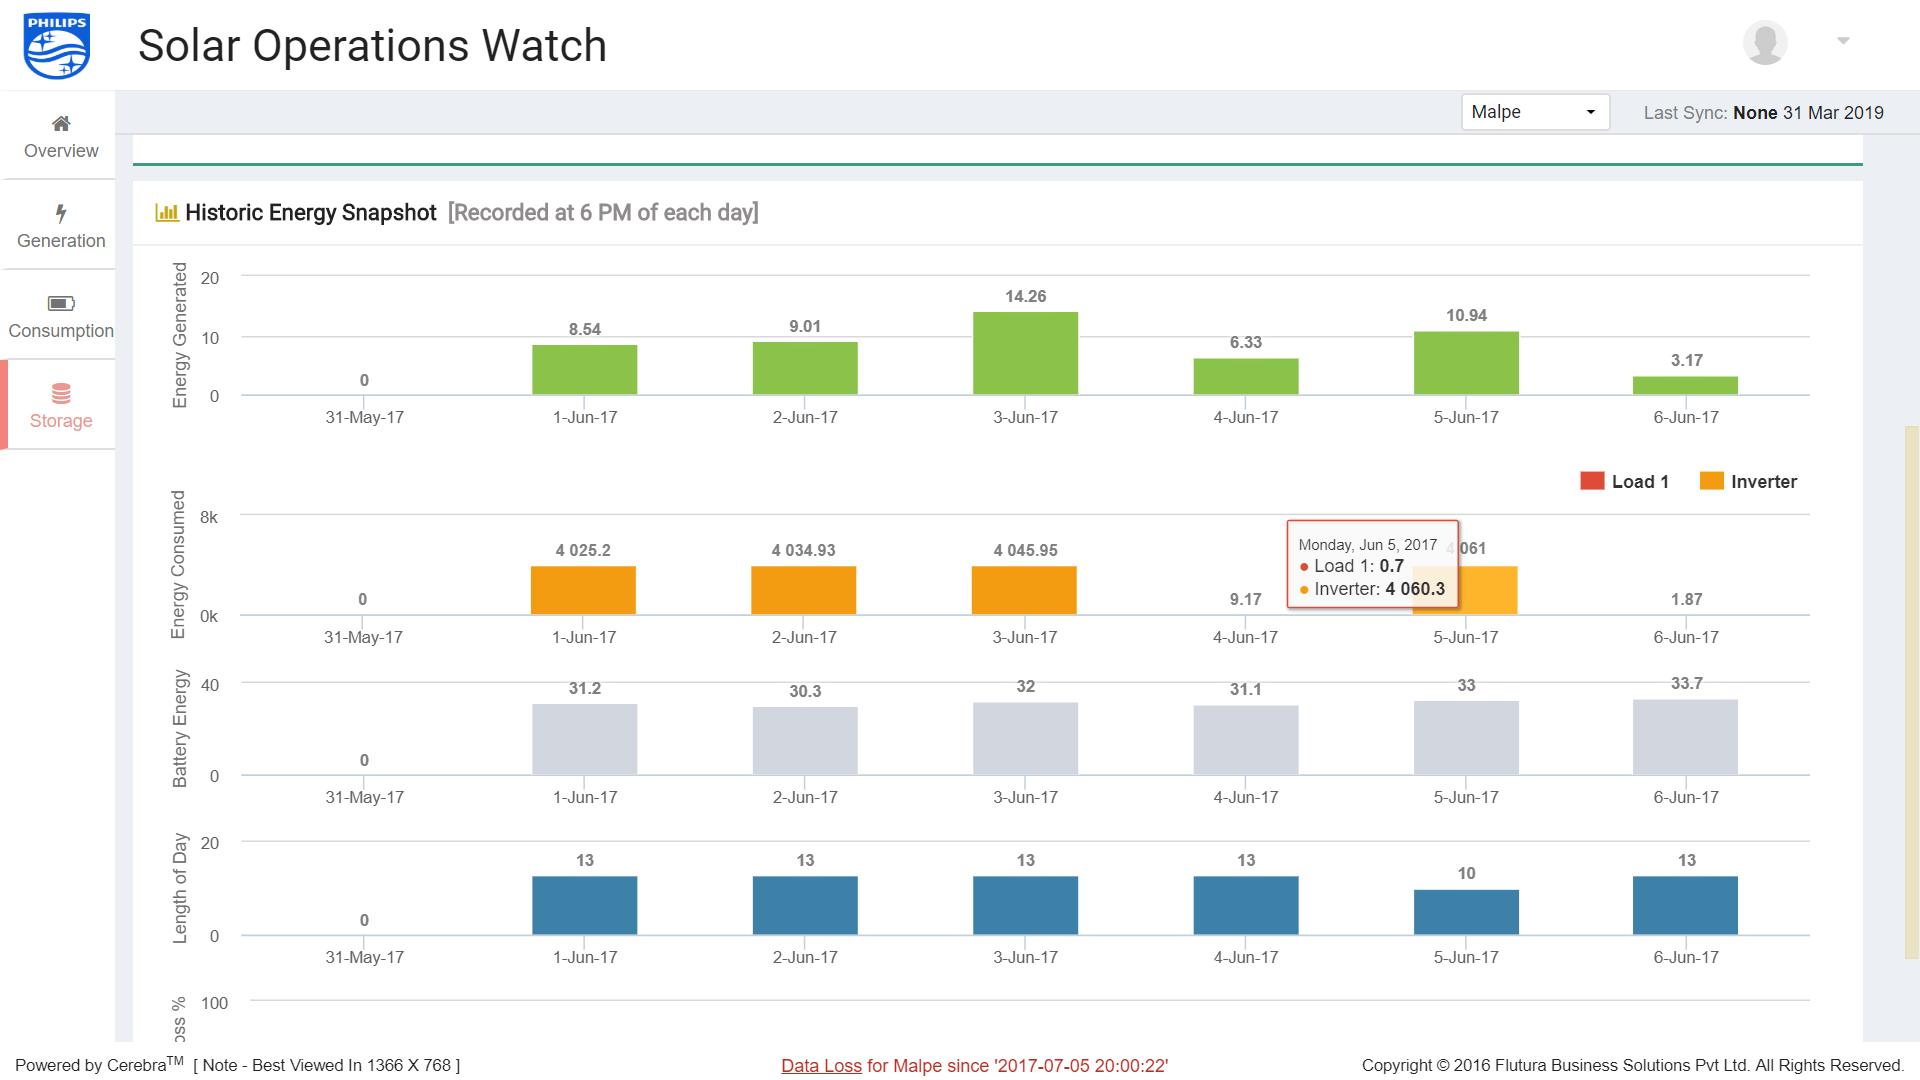 PHILIPS
Solar Operations Watch
Malpe
Last Sync: None 31 Mar 2019
Overview
Generation
Consumption
Storage
Historic Energy Snapshot [Recorded at 6 PM of each day]
Energy Generated
20
10
0
0
8.54
9.01
14.26
6.33
10.94
3.17
31-May-17
1-Jun-17
2-Jun-17
3-Jun-17
4-Jun-17
5-Jun-17
6-Jun-17
Load 1
Inverter
Energy Consumed
8k
0k
0
4 025.2
4 034.93
4 045.95
9.17
4 061
1.87
Monday, Jun 5, 2017
● Load 1: 0.7
● Inverter: 4 060.3
31-May-17
1-Jun-17
2-Jun-17
3-Jun-17
4-Jun-17
5-Jun-17
6-Jun-17
Battery Energy
40
0
0
31.2
30.3
32
31.1
33
33.7
31-May-17
1-Jun-17
2-Jun-17
3-Jun-17
4-Jun-17
5-Jun-17
6-Jun-17
Length of Day
20
0
0
13
13
13
13
10
13
31-May-17
1-Jun-17
2-Jun-17
3-Jun-17
4-Jun-17
5-Jun-17
6-Jun-17
oss %
100
Powered by Cerebra™ [ Note - Best Viewed In 1366 X 768 ]
Data Loss for Malpe since '2017-07-05 20:00:22'
Copyright © 2016 Flutura Business Solutions Pvt Ltd. All Rights Reserved.